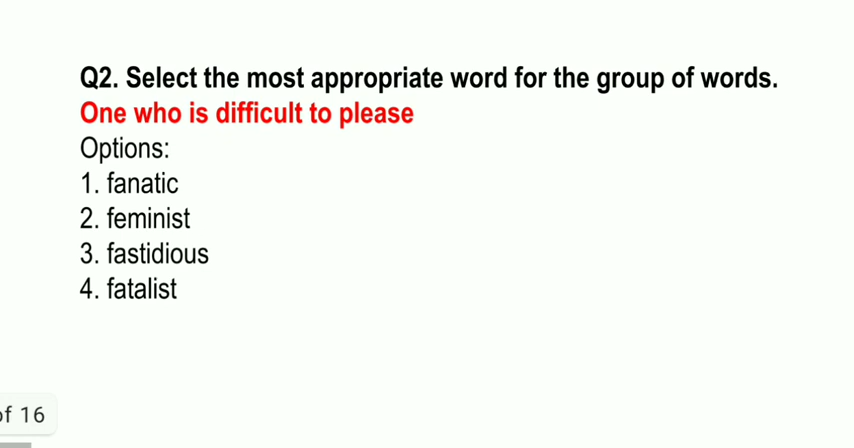 Q2. Select the most appropriate word for the group of words.
One who is difficult to please
Options:
1. fanatic
2. feminist
3. fastidious
4. fatalist
of 16